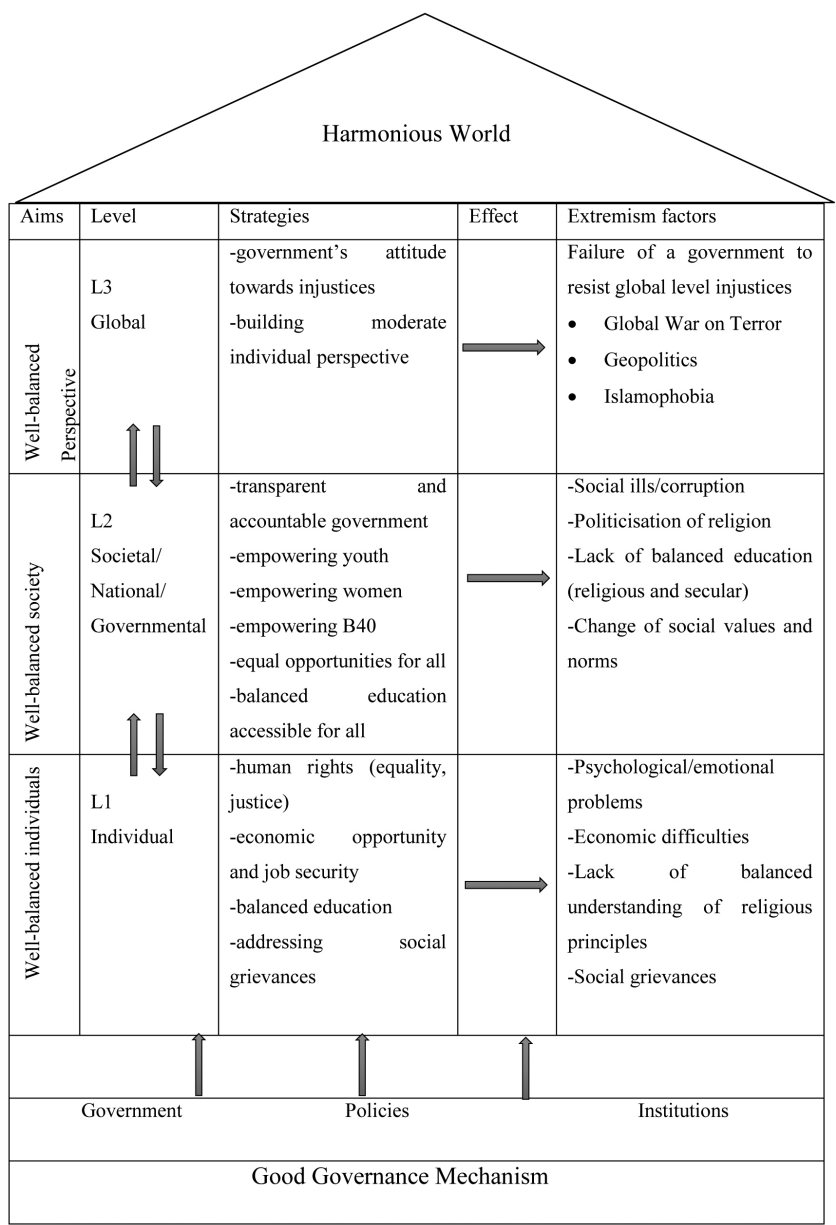 Harmonious World
Aims Level Strategies Effect Extremism factors
Well-balanced
Perspective
L3
Global
-government’s attitude
towards injustices
-building moderate
individual perspective
Failure of a government to
resist global level injustices
• Global War on Terror
• Geopolitics
• Islamophobia
Well-balanced society
L2
Societal/
National/
Governmental
-transparent and
accountable government
-empowering youth
-empowering women
-empowering B40
-equal opportunities for all
-balanced education
accessible for all
-Social ills/corruption
-Politicisation of religion
-Lack of balanced education
(religious and secular)
-Change of social values and
norms
Well-balanced individuals
L1
Individual
-human rights (equality,
justice)
-economic opportunity
and job security
-balanced education
-addressing social
grievances
-Psychological/emotional
problems
-Economic difficulties
-Lack of balanced
understanding of religious
principles
-Social grievances
Government Policies Institutions
Good Governance Mechanism